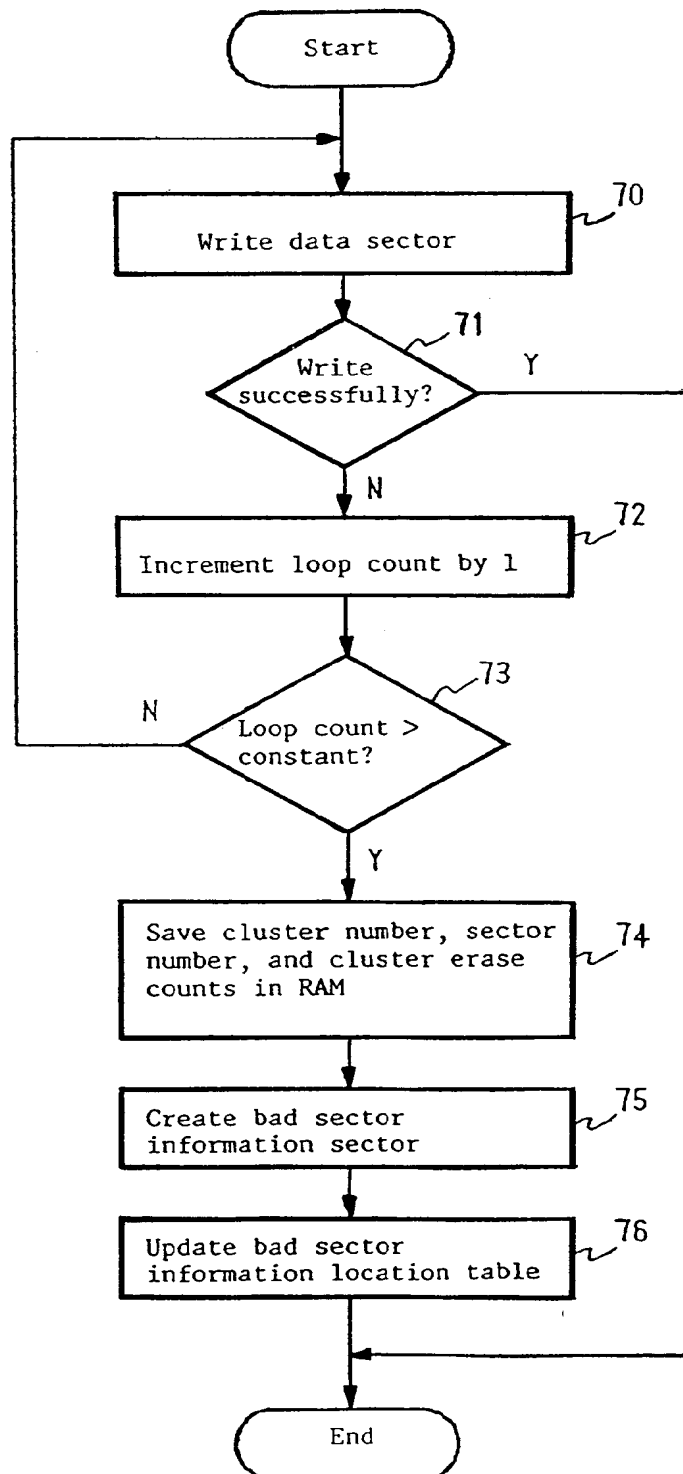 Start
70
Write data sector
71
Write
successfully?
Y
N
72
Increment loop count by 1
73
N
Loop count >
constant?
Y
Save cluster number, sector
number, and cluster erase
counts in RAM
74
Create bad sector
information sector
75
Update bad sector
information location table
76
End